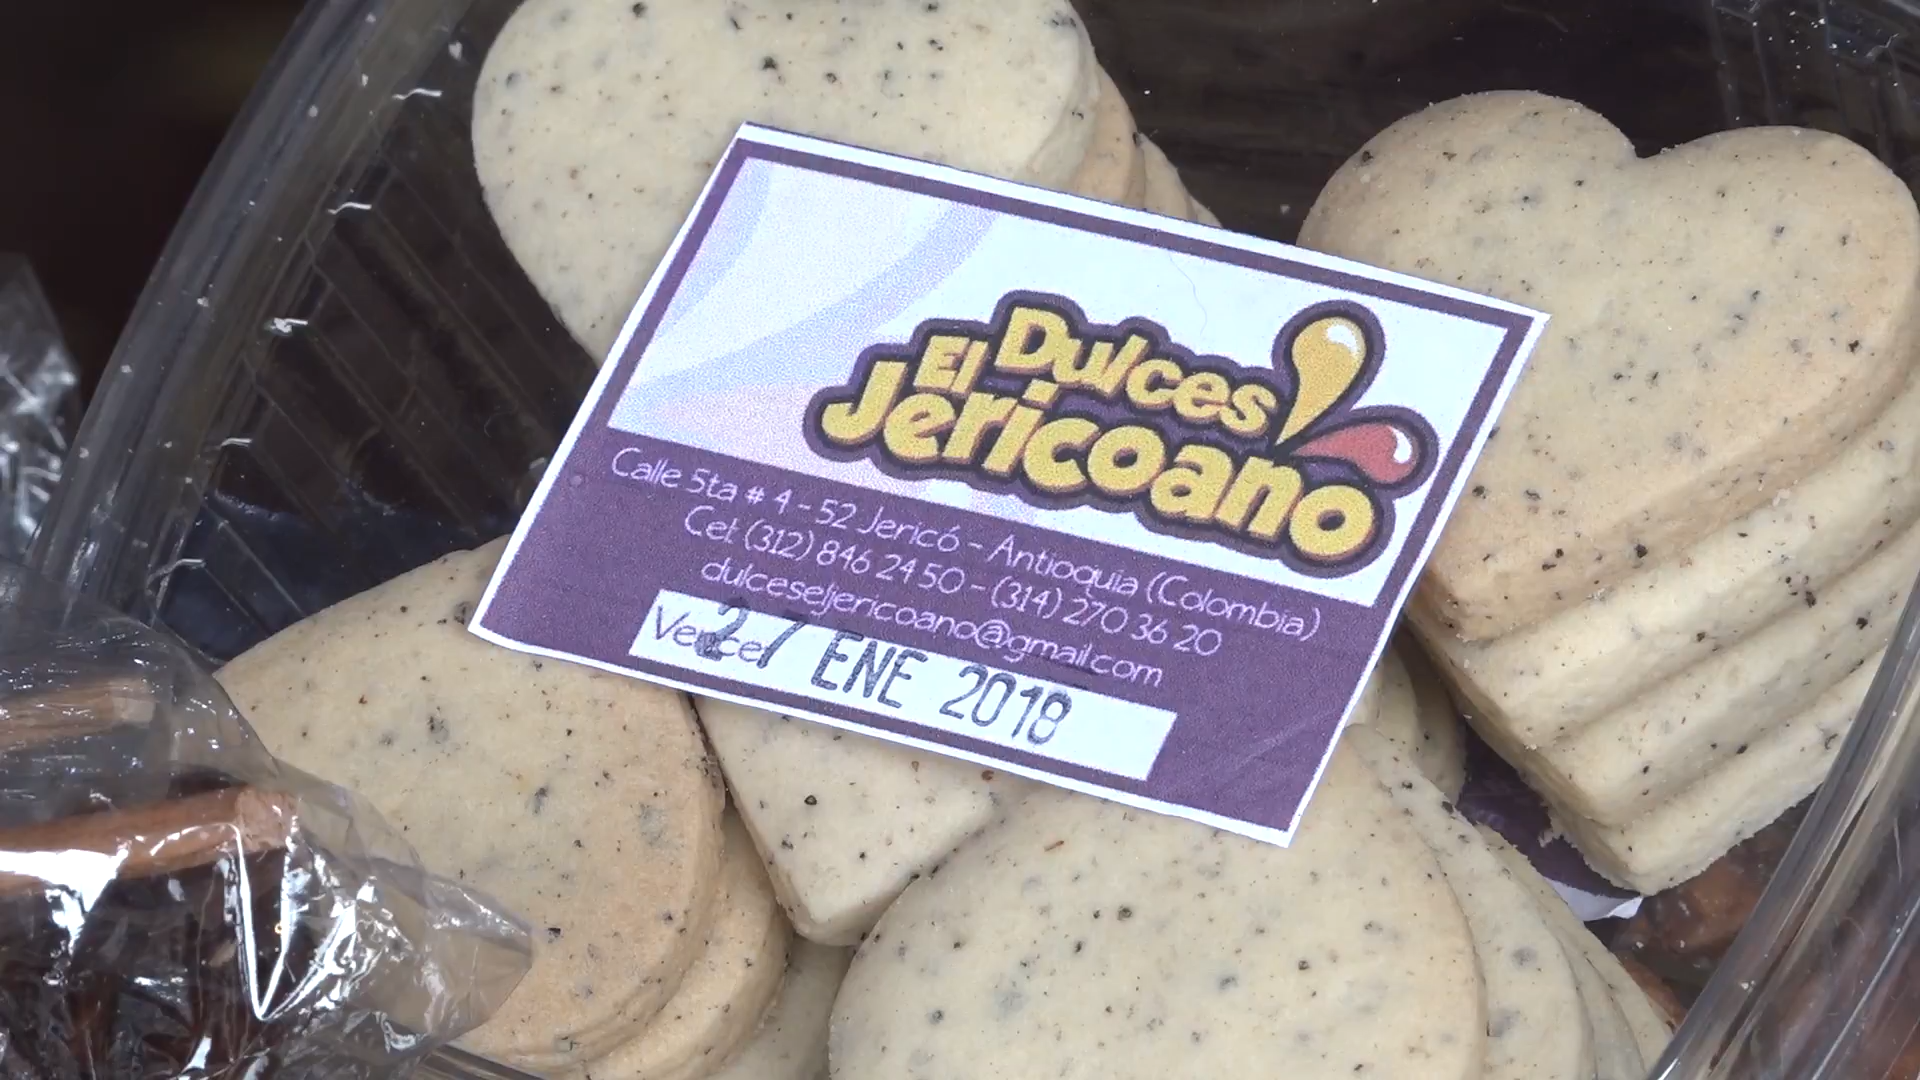 Dulces
El
Jericoano
Calle 5ta # 4 - 52 Jericó - Antioquia (Colombia)
Cel: (312) 846 24 50 - (314) 270 36 20
dulceseljericoano@gmail.com
Vence: 27 ENE 2018